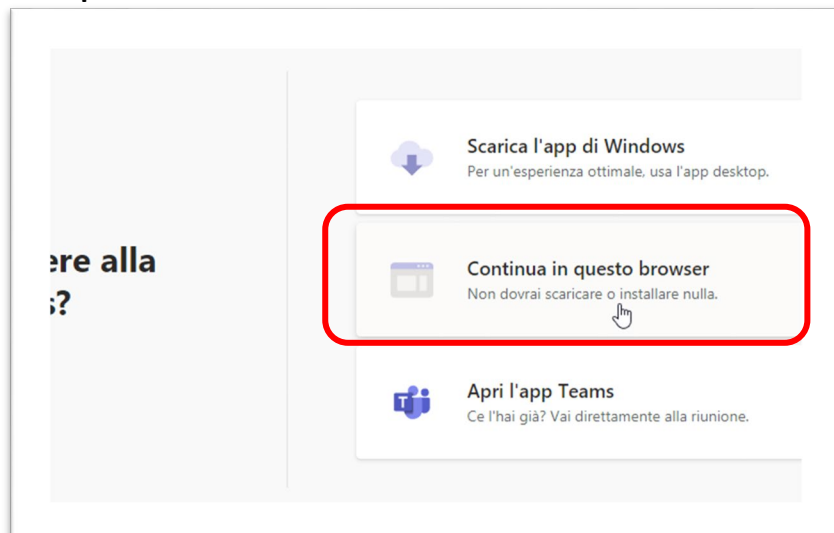 Scarica l'app di Windows
Per un'esperienza ottimale, usa l'app desktop.
ere alla
s?
Continua in questo browser
Non dovrai scaricare o installare nulla.
Apri l'app Teams
Ce l'hai già? Vai direttamente alla riunione.